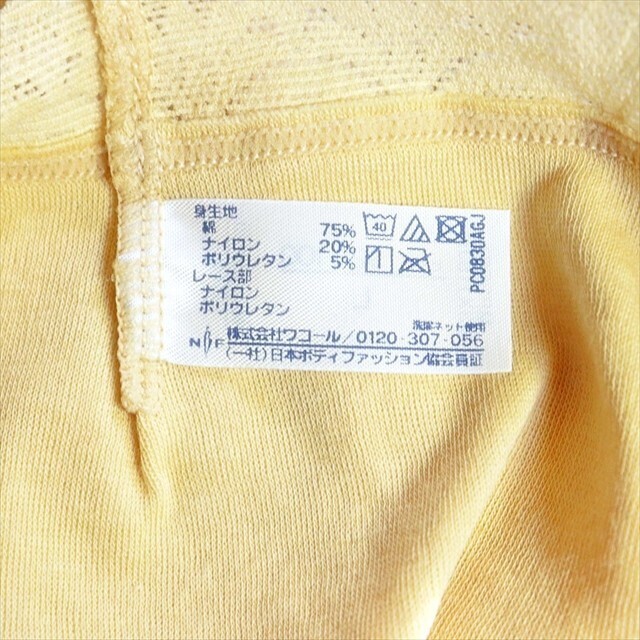 身生地
綿 75%
ナイロン 20%
ポリウレタン 5%
レース部
ナイロン
ポリウレタン
40
洗濯ネット使用
N F 株式会社ワコール/0120-307-056
(一社)日本ボディファッション協会員証
PC0830AGJ